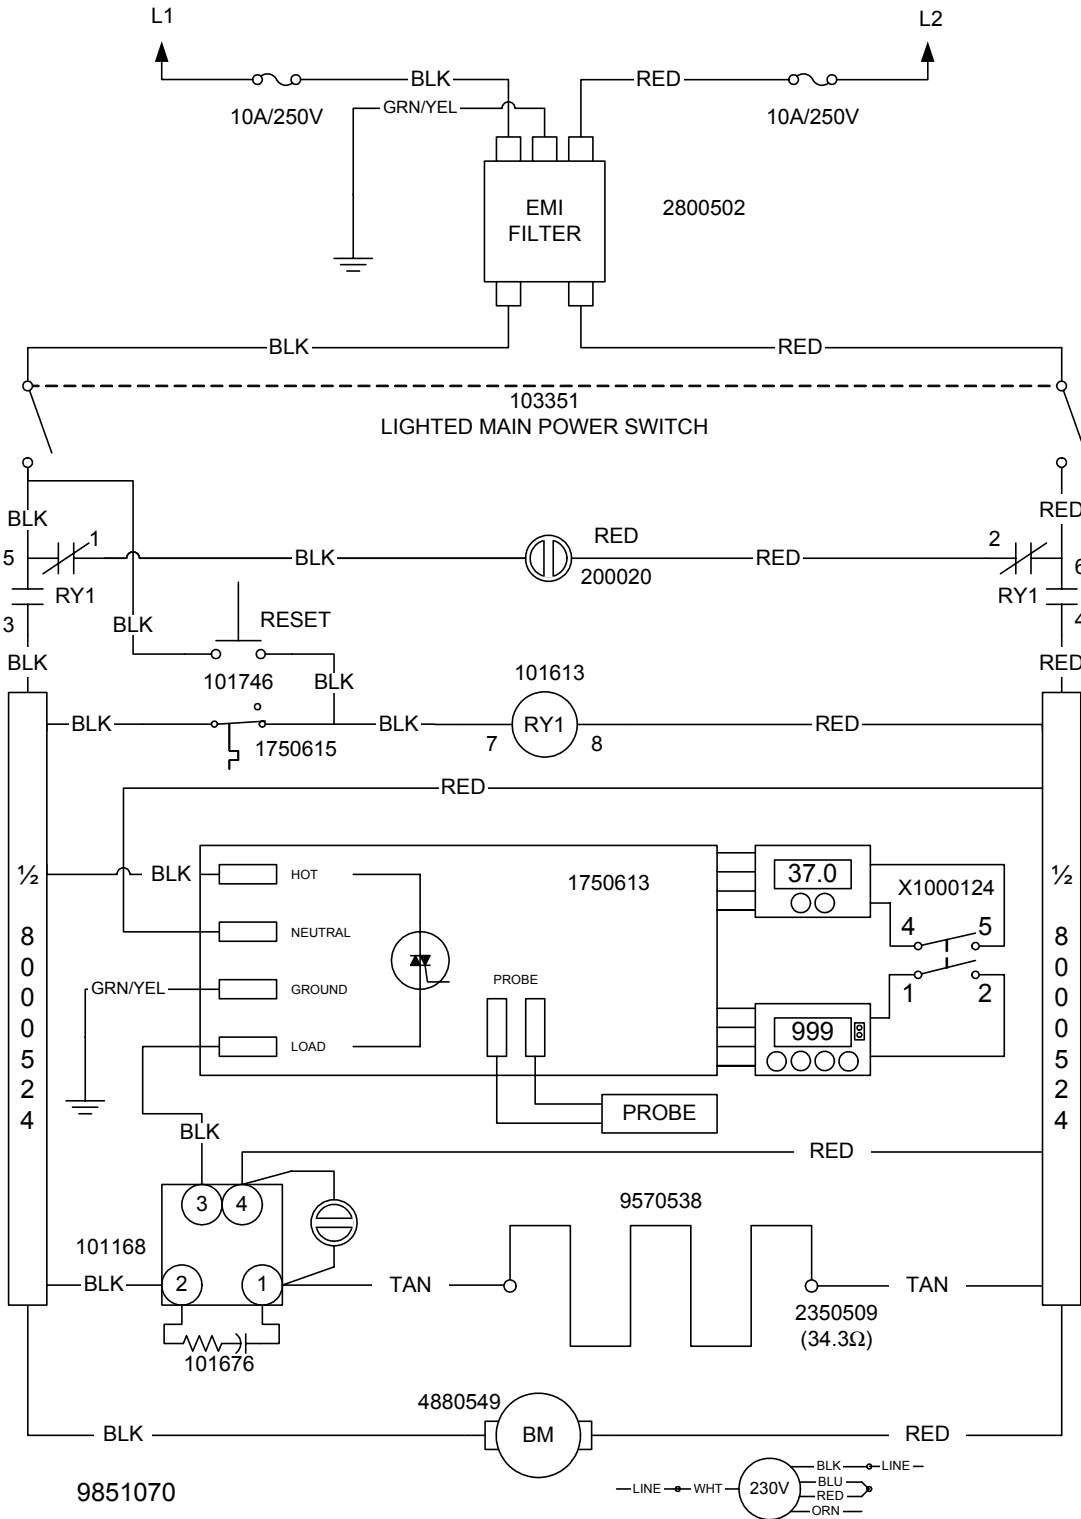 L1
L2
BLK
RED
GRN/YEL
10A/250V
10A/250V
EMI
FILTER
2800502
BLK
RED
103351
LIGHTED MAIN POWER SWITCH
BLK
RED
5
1
BLK
RED
200020
RED
2
6
RY1
RY1
3
4
BLK
RESET
BLK
RED
101746
BLK
101613
BLK
1750615
BLK
7
RY1
8
RED
RED
½
8
0
0
0
5
2
4
BLK
HOT
1750613
37.0
X1000124
½
8
0
0
0
5
2
4
NEUTRAL
4
5
GRN/YEL
GROUND
PROBE
1
2
LOAD
999
PROBE
BLK
RED
3
4
9570538
101168
BLK
2
1
TAN
TAN
2350509
(34.3Ω)
101676
4880549
BLK
BM
RED
9851070
LINE
WHT
230V
BLK
LINE
BLU
RED
ORN